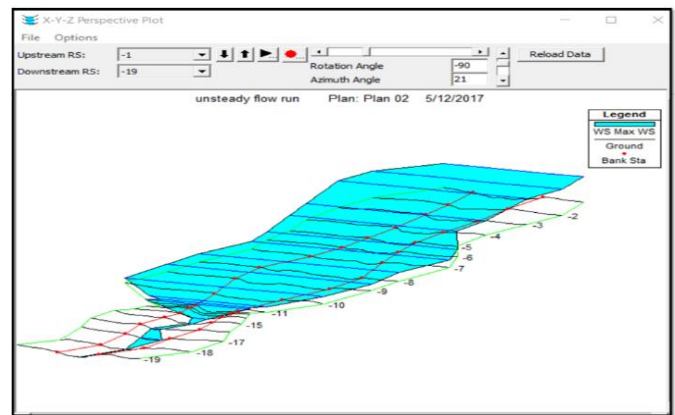 X-Y-Z Perspective Plot
File Options
Upstream RS: -1
Downstream RS: -19
Rotation Angle -90
Azimuth Angle 21
Reload Data
unsteady flow run Plan: Plan 02 5/12/2017
Legend
WS Max WS
Ground
Bank Sta
-2
-3
-4
-5
-6
-7
-8
-9
-10
-11
-15
-17
-18
-19